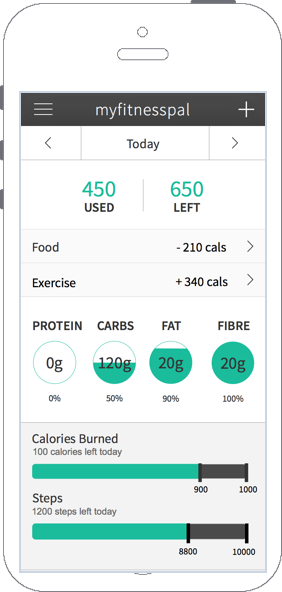 myfitnesspal
Today
450 650
USED LEFT
Food - 210 cals
Exercise + 340 cals
PROTEIN CARBS FAT FIBRE
0g 120g 20g 20g
0% 50% 90% 100%
Calories Burned
100 calories left today
900 1000
Steps
1200 steps left today
8800 10000